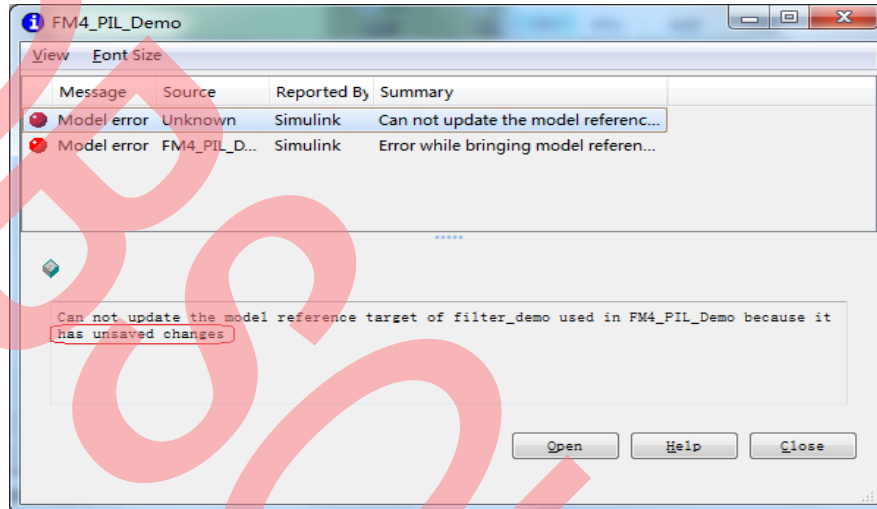 FM4_PIL_Demo
View Font Size
Message Source Reported By Summary
Model error Unknown Simulink Can not update the model referenc...
Model error FM4_PIL_D... Simulink Error while bringing model referen...
Can not update the model reference target of filter_demo used in FM4_PIL_Demo because it
has unsaved changes
Open Help Close